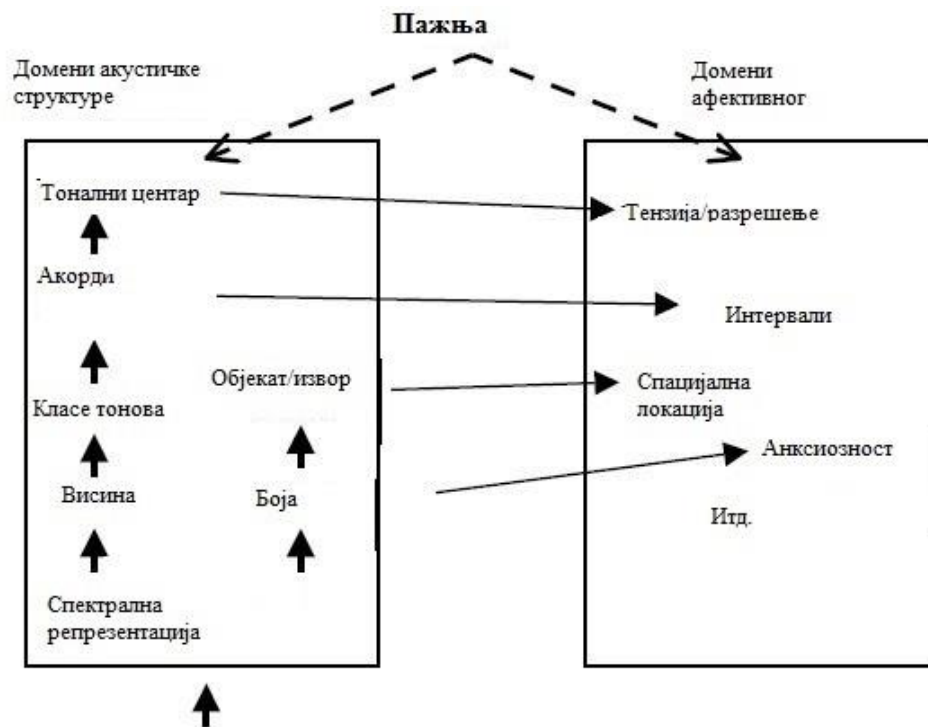 Пажња
Домени акустичке
структуре
Домени
афективног
Тонални центар
Тензија/разрешење
Акорди
Интервали
Објекат/извор
Спацијална
локација
Класе тонова
Анксиозност
Висина
Боја
Итд.
Спектрална
репрезентација